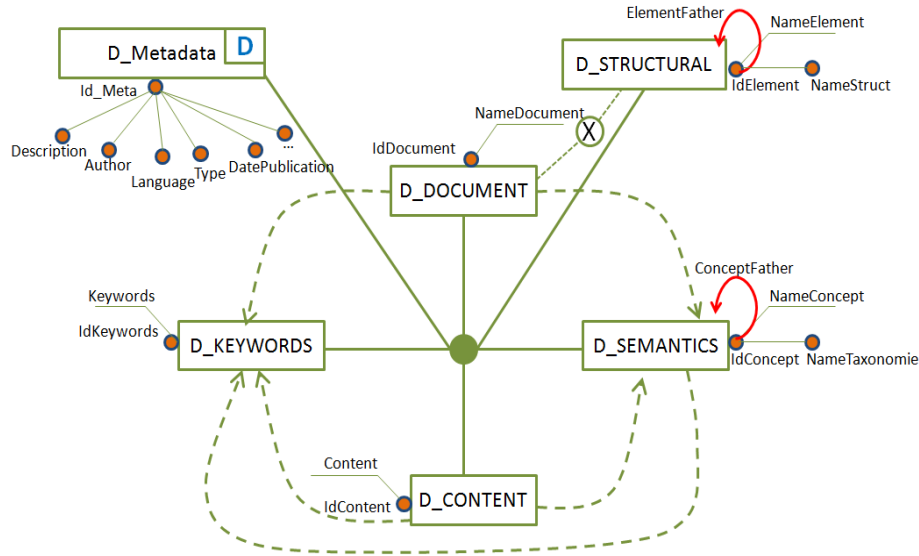 ElementFather
NameElement
D_Metadata
D
D_STRUCTURAL
Id_Meta
IdElement
NameStruct
NameDocument
X
Description
Author
Language
Type
DatePublication
...
IdDocument
D_DOCUMENT
ConceptFather
Keywords
NameConcept
IdKeywords
D_KEYWORDS
D_SEMANTICS
IdConcept
NameTaxonomie
Content
IdContent
D_CONTENT